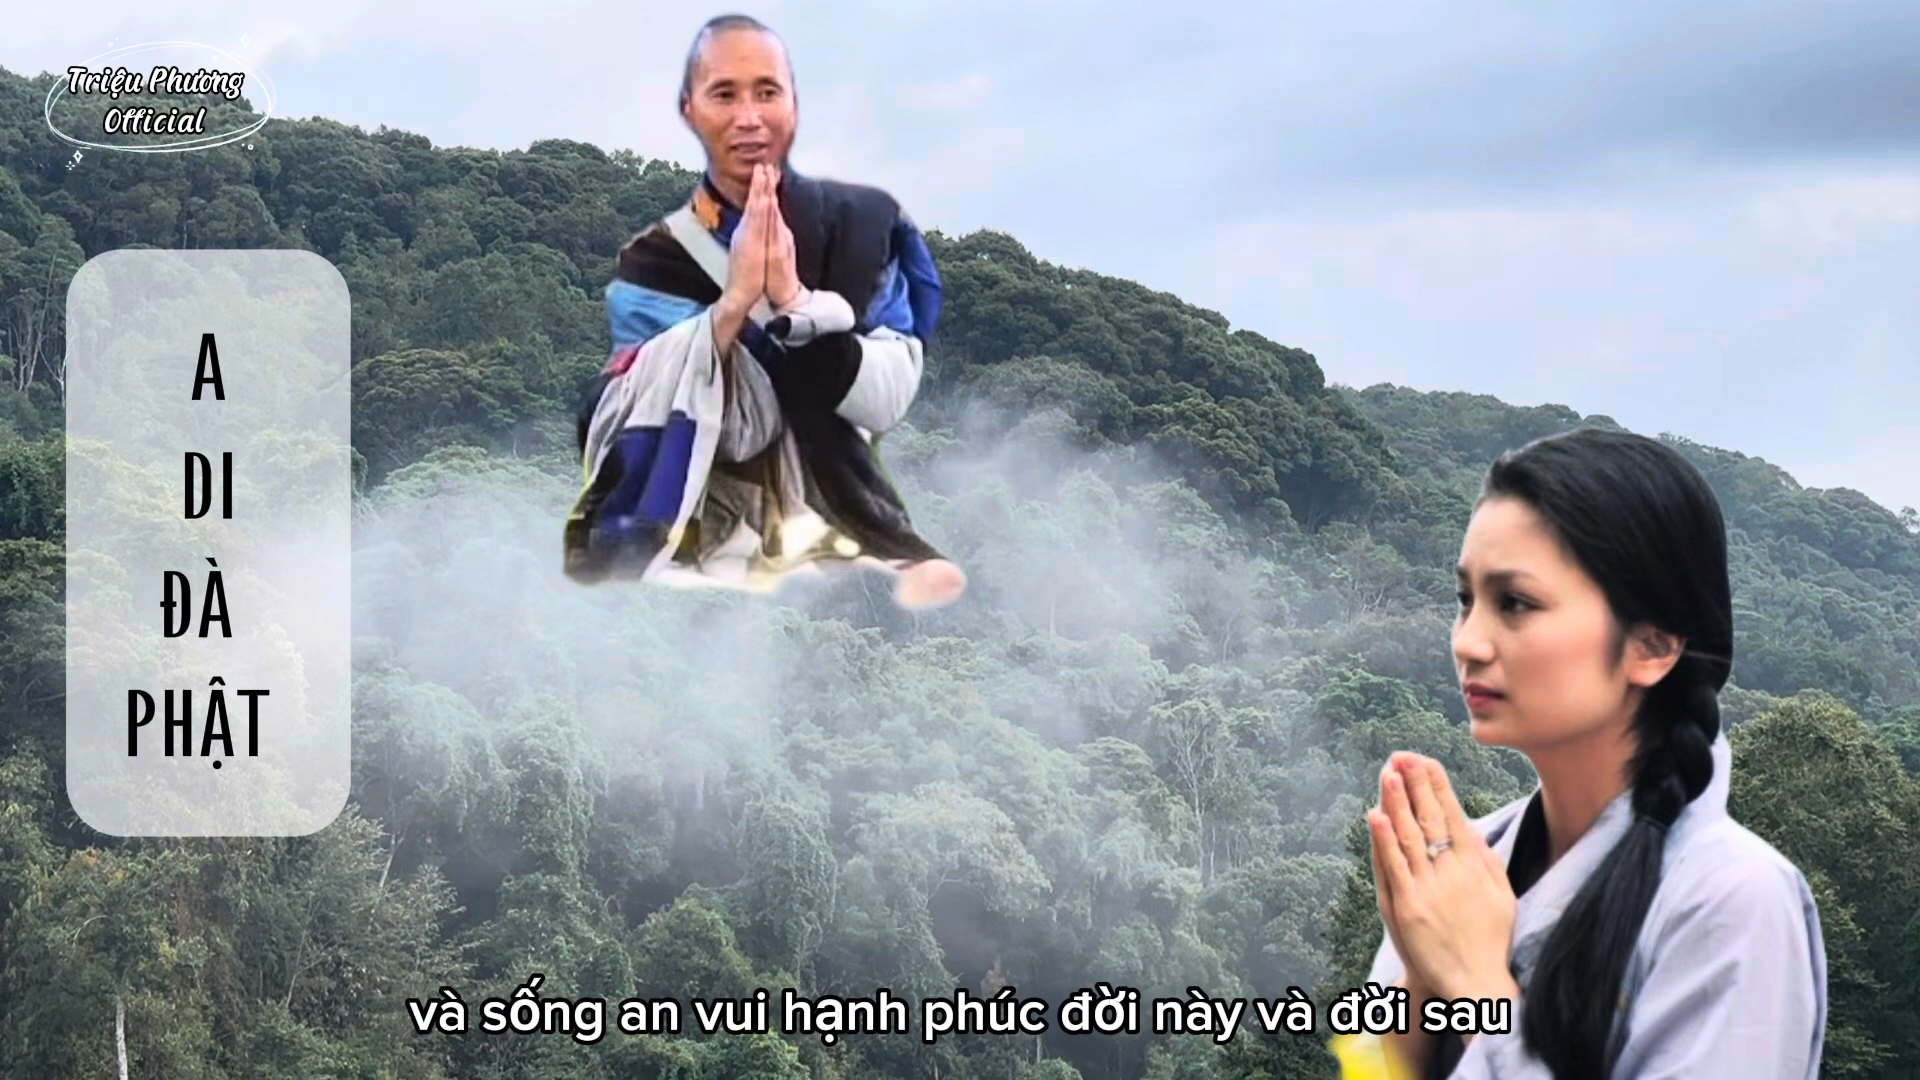 Triệu Phương
Official
A
DI
ĐÀ
PHẬT
và sống an vui hạnh phúc đời này và đời sau